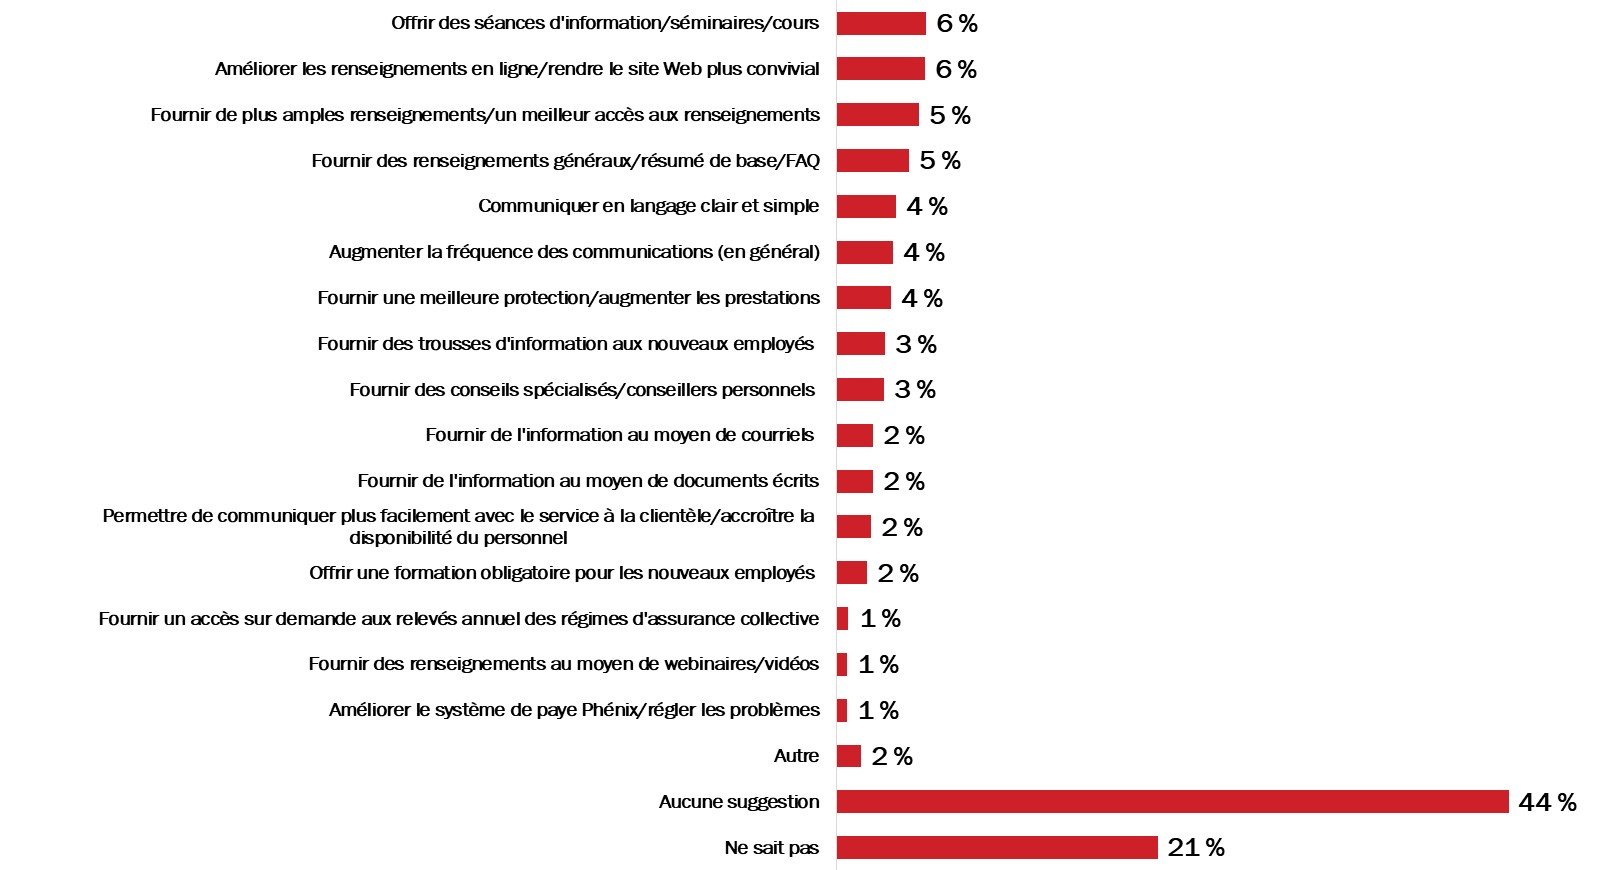 Offrir des séances d'information/séminaires/cours 6 %
Améliorer les renseignements en ligne/rendre le site Web plus convivial 6 %
Fournir de plus amples renseignements/un meilleur accès aux renseignements 5 %
Fournir des renseignements généraux/résumé de base/FAQ 5 %
Communiquer en langage clair et simple 4 %
Augmenter la fréquence des communications (en général) 4 %
Fournir une meilleure protection/augmenter les prestations 4 %
Fournir des trousses d'information aux nouveaux employés 3 %
Fournir des conseils spécialisés/conseillers personnels 3 %
Fournir de l'information au moyen de courriels 2 %
Fournir de l'information au moyen de documents écrits 2 %
Permettre de communiquer plus facilement avec le service à la clientèle/accroître la
disponibilité du personnel 2 %
Offrir une formation obligatoire pour les nouveaux employés 2 %
Fournir un accès sur demande aux relevés annuel des régimes d'assurance collective 1 %
Fournir des renseignements au moyen de webinaires/vidéos 1 %
Améliorer le système de paye Phénix/régler les problèmes 1 %
Autre 2 %
Aucune suggestion 44 %
Ne sait pas 21 %